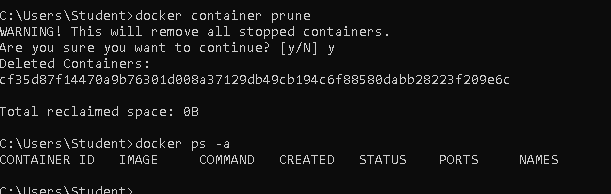 C:\Users\Student>docker container prune
WARNING! This will remove all stopped containers.
Are you sure you want to continue? [y/N] y
Deleted Containers:
cf35d87f14470a9b76301d008a37129db49cb194c6f88580dabb28223f209e6c
Total reclaimed space: 0B
C:\Users\Student>docker ps -a
CONTAINER ID   IMAGE     COMMAND   CREATED   STATUS    PORTS     NAMES
C:\Users\Student>